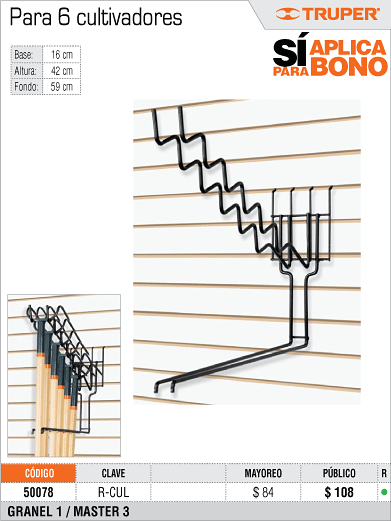 Para 6 cultivadores
TRUPER®
SÍ APLICA
PARA BONO
Base: 16 cm
Altura: 42 cm
Fondo: 59 cm
CÓDIGO CLAVE MAYOREO PÚBLICO R
50078 R-CUL $ 84 $ 108
GRANEL 1 / MASTER 3